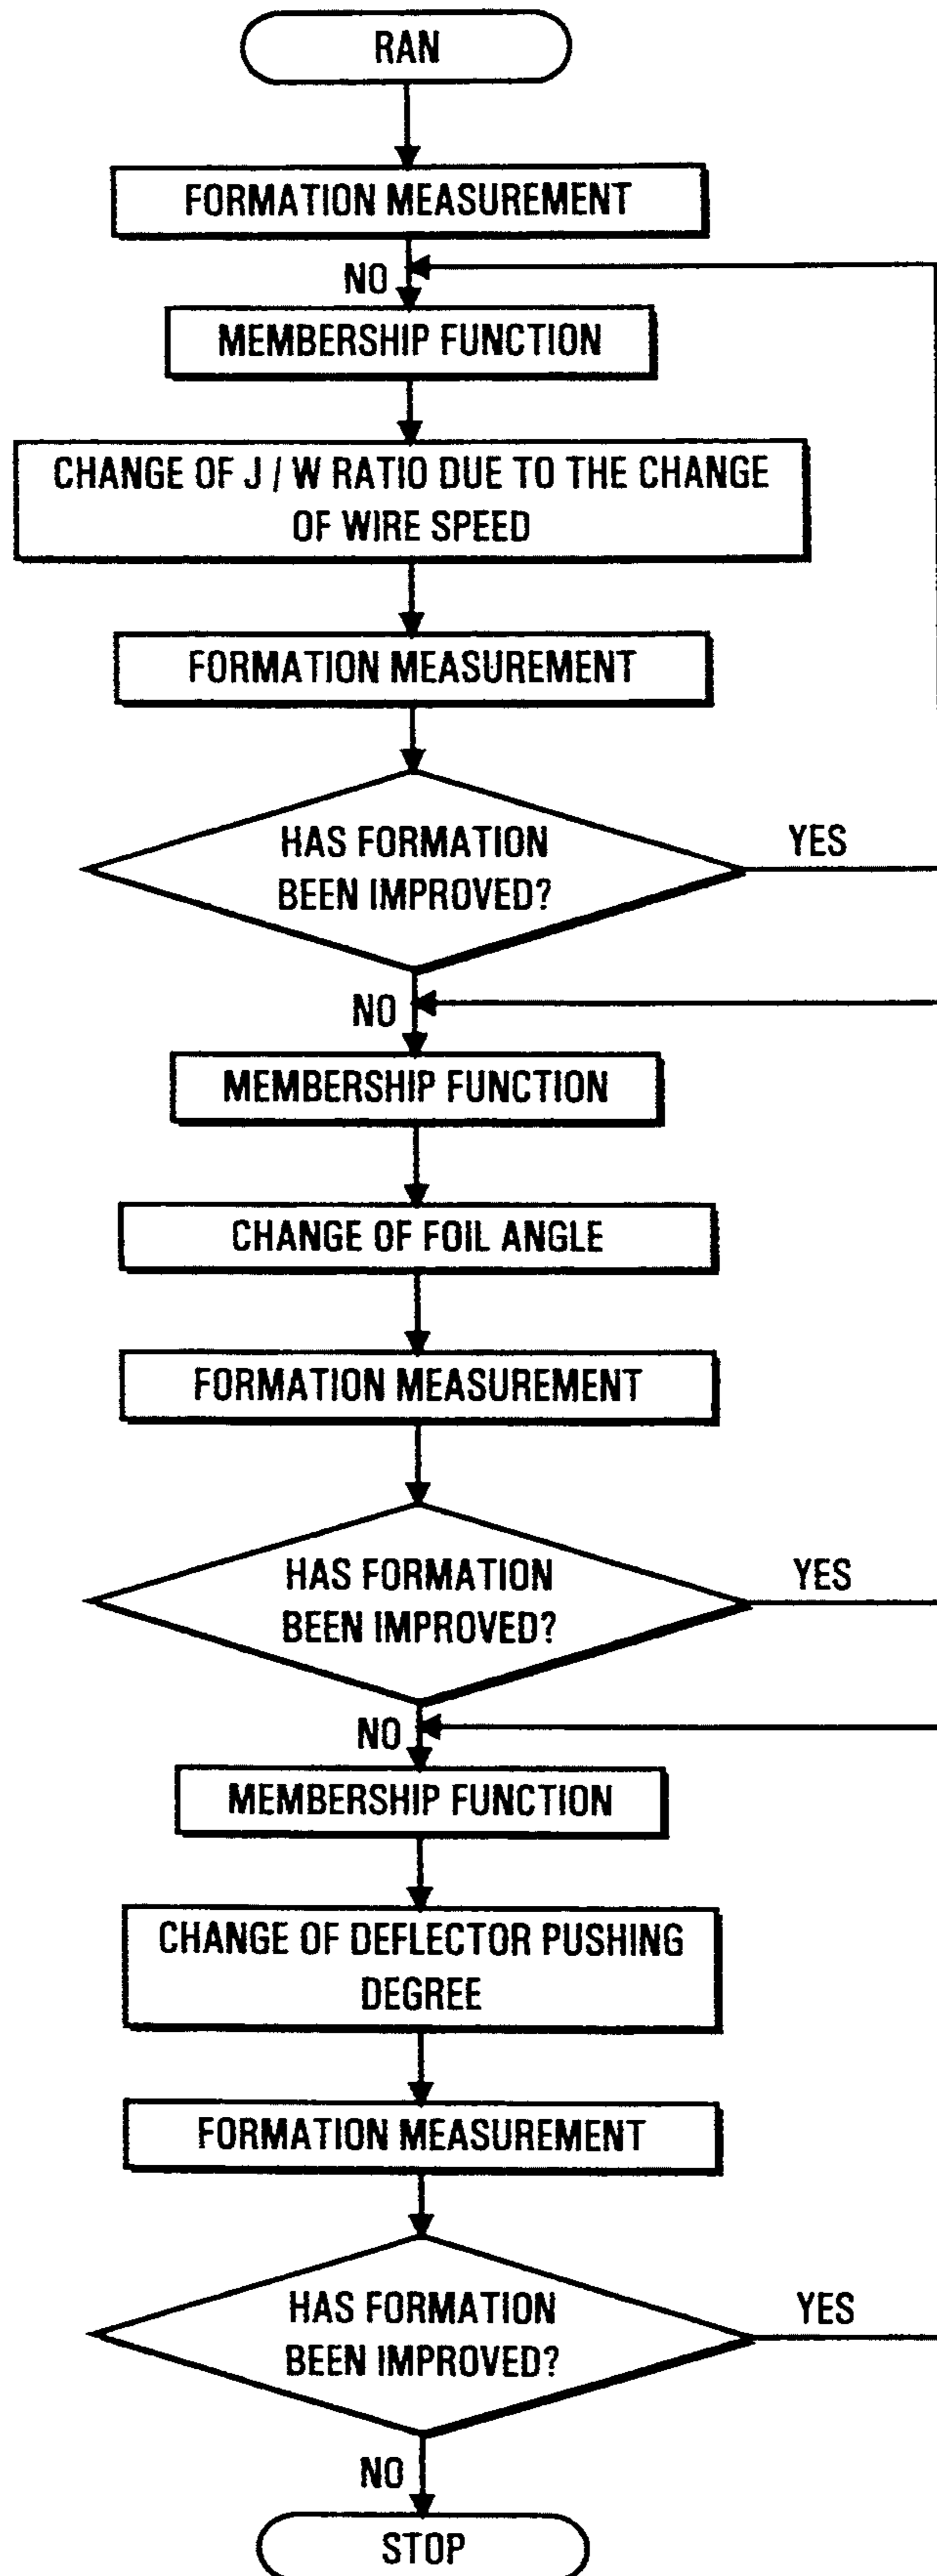 RAN
FORMATION MEASUREMENT
NO
MEMBERSHIP FUNCTION
CHANGE OF J / W RATIO DUE TO THE CHANGE
OF WIRE SPEED
FORMATION MEASUREMENT
HAS FORMATION
BEEN IMPROVED?
YES
NO
MEMBERSHIP FUNCTION
CHANGE OF FOIL ANGLE
FORMATION MEASUREMENT
HAS FORMATION
BEEN IMPROVED?
YES
NO
MEMBERSHIP FUNCTION
CHANGE OF DEFLECTOR PUSHING
DEGREE
FORMATION MEASUREMENT
HAS FORMATION
BEEN IMPROVED?
YES
NO
STOP